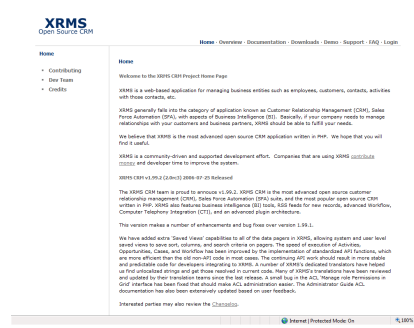 XRMS
Open Source CRM
Home · Overview · Documentation · Downloads · Demo · Support · FAQ · Login
Home
Contributing
Dev Team
Credits
Home
Welcome to the XRMS CRM Project Home Page
XRMS is a web-based application for managing business entities such as employees, customers, contacts, activities
with those contacts, etc.
XRMS generally falls into the category of application known as Customer Relationship Management (CRM), Sales
Force Automation (SFA), with aspects of Business Intelligence (BI). Basically, if your company needs to manage
relationships with your customers and business partners, XRMS should be able to fulfill your needs.
We believe that XRMS is the most advanced open source CRM application written in PHP. We hope that you will
find it useful.
XRMS is a community-driven and supported development effort. Companies that are using XRMS contribute
money and developer time to improve the system.
XRMS CRM v1.99.2 2006-07-25 Released
The XRMS CRM team is proud to announce v1.99.2. XRMS CRM is the most advanced open source customer
relationship management (CRM), Sales Force Automation (SFA) suite, and the most popular open source CRM
written in PHP. XRMS also features business intelligence (BI) tools, RSS feeds for new records, advanced Workflow,
Computer Telephony Integration (CTI), and an advanced plugin architecture.
This version makes a number of enhancements and bug fixes over version 1.99.1.
We have added extra 'Saved Views' capabilities to all of the data pagers in XRMS, allowing system and user level
saved views to save sort, columns, and search criteria on pagers. The speed of execution of Activities,
Opportunities, Cases, and Workflow has been improved by the implementation of standardized API functions, which
are more efficient than the old non-API code in most cases. The continuing API work should result in more stable
and predictable code for developers integrating to XRMS. A number of XRMS's dedicated translators have helped
us find unlocalized strings and get those resolved in current code. Many of XRMS's translations have been reviewed
and updated by their translation teams since the last release. A small bug in the ACL 'Manage role Permissions in
Grid' interface has been fixed that should make ACL administration easier. The Administrator Guide ACL
documentation has also been extensively updated based on user feedback.
Interested parties may also review the Changelog.
Internet | Protected Mode: On
100%